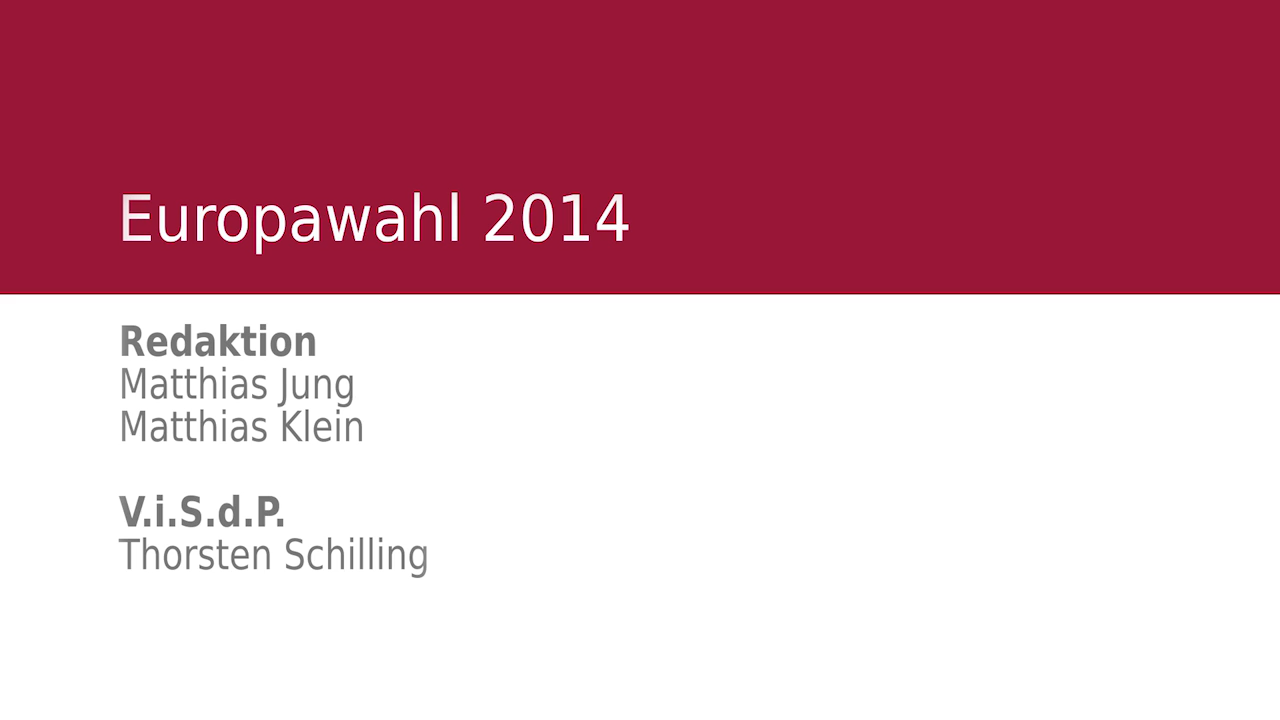 Europawahl 2014
Redaktion
Matthias Jung
Matthias Klein
V.i.S.d.P.
Thorsten Schilling